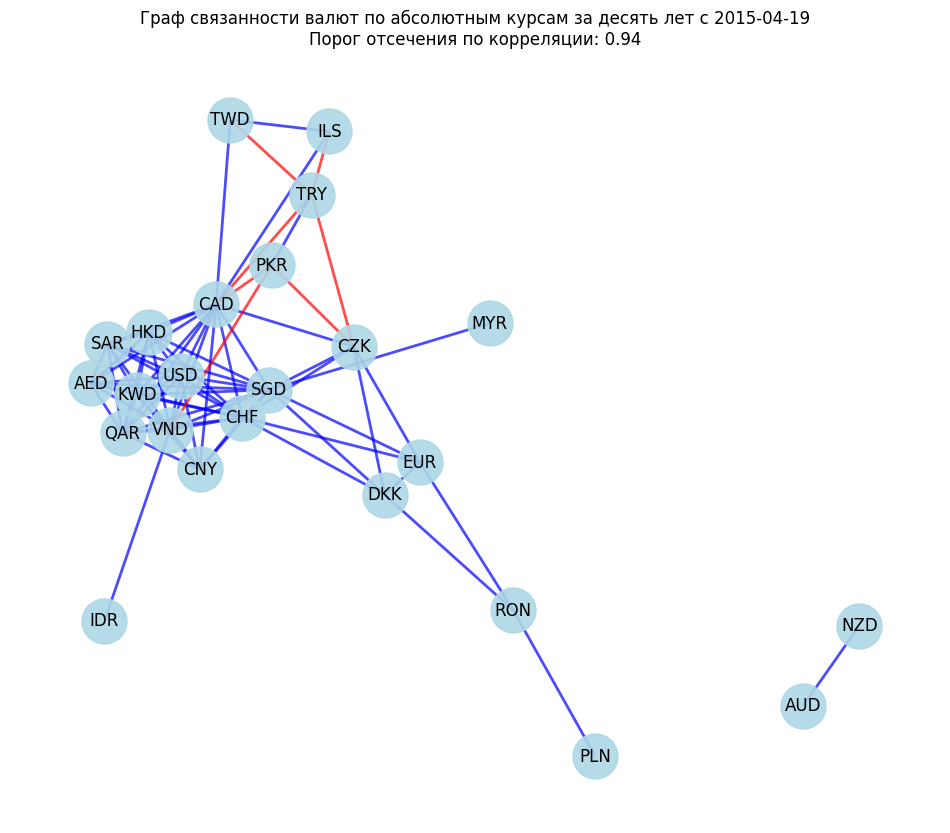 Граф связанности валют по абсолютным курсам за десять лет с 2015-04-19
Порог отсечения по корреляции: 0.94
TWD
ILS
TRY
PKR
CAD
MYR
HKD
SAR
CZK
USD
AED
SGD
KWD
CHF
VND
QAR
EUR
CNY
DKK
RON
IDR
NZD
AUD
PLN